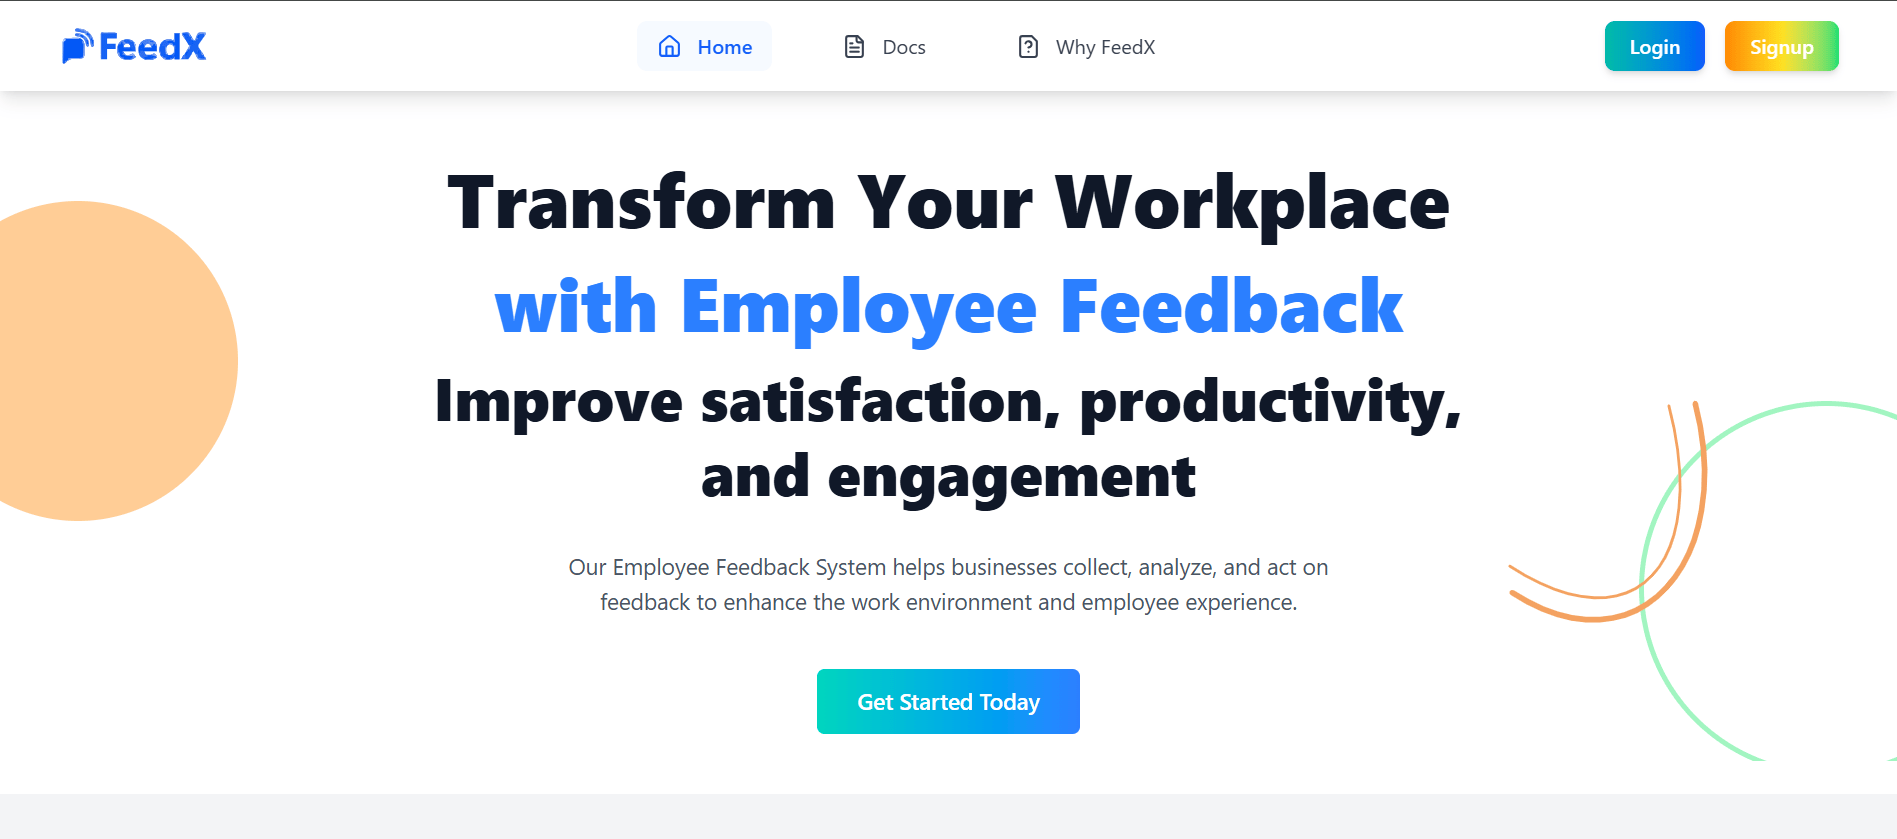 FeedX
Home
Docs
Why FeedX
Login
Signup
Transform Your Workplace
with Employee Feedback
Improve satisfaction, productivity,
and engagement
Our Employee Feedback System helps businesses collect, analyze, and act on
feedback to enhance the work environment and employee experience.
Get Started Today